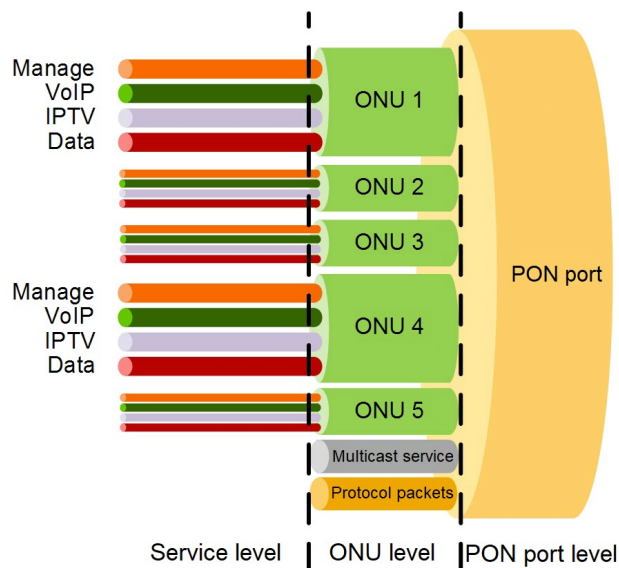 Manage
VoIP
IPTV
Data
ONU 1
ONU 2
ONU 3
Manage
VoIP
IPTV
Data
ONU 4
ONU 5
PON port
Multicast service
Protocol packets
Service level
ONU level
PON port level